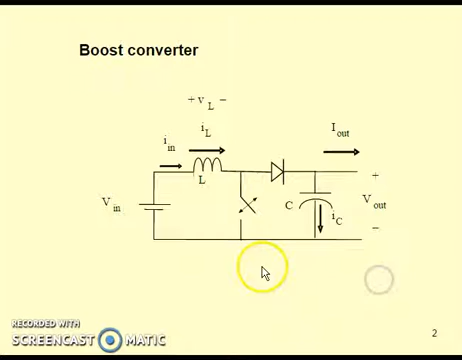 Boost converter
+ v L −
i in
i L
I out
L
V in
C
i C
+
V out
−
RECORDED WITH
SCREENCAST MATIC
2